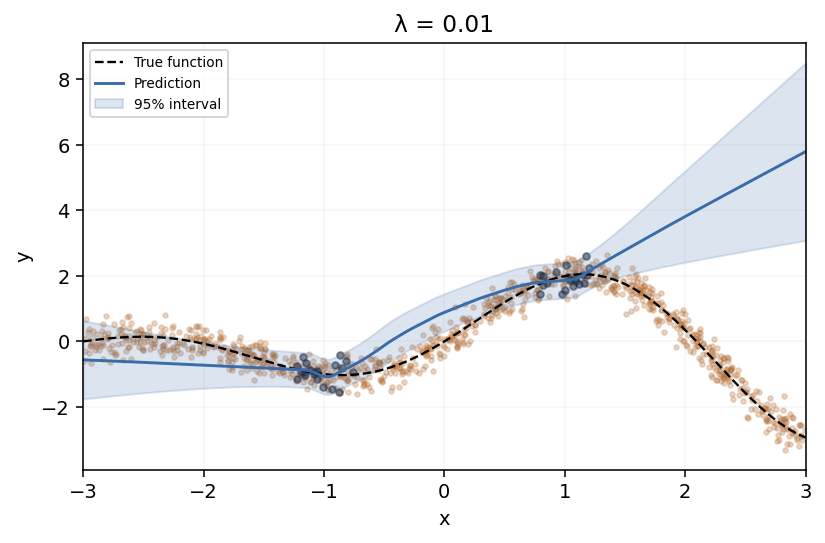 λ = 0.01
True function
Prediction
95% interval
y
8
6
4
2
0
−2
−3 −2 −1 0 1 2 3
x